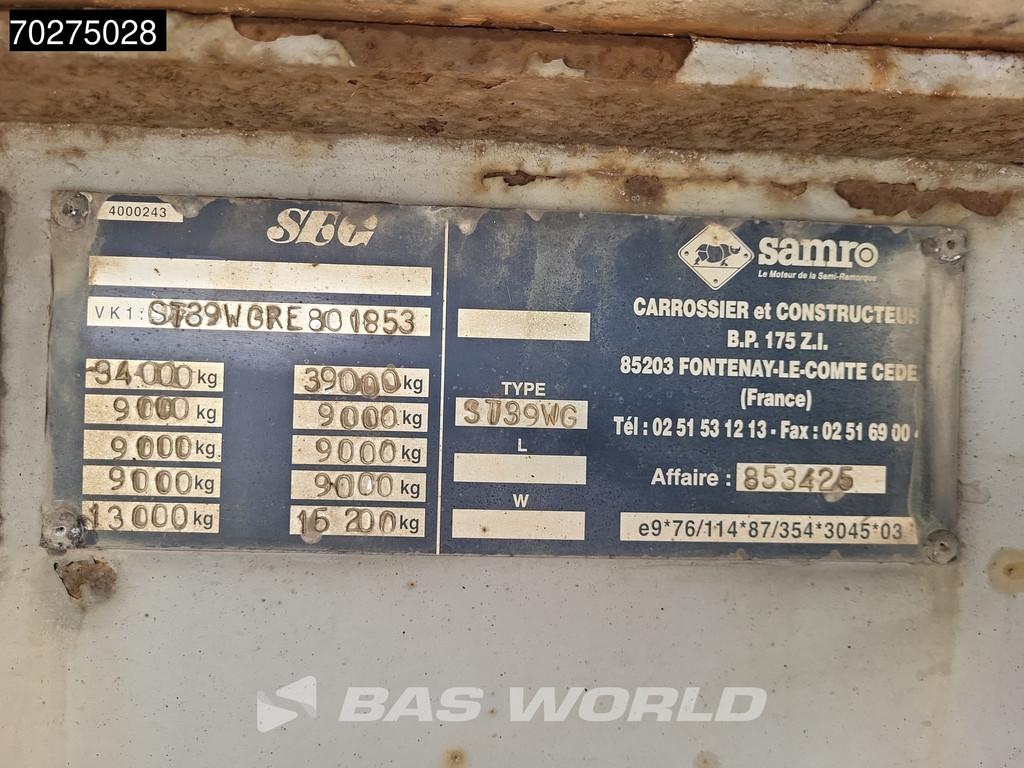 70275028
4000243
SEG
VK1: ST39WGRE801853
34000 kg 39000 kg
9000 kg 9000 kg
9000 kg 9000 kg
9000 kg 9000 kg
13000 kg 15200 kg
TYPE
ST39WG
L
W
samro
Le Moteur de la Semi-Remorque
CARROSSIER et CONSTRUCTEUR
B.P. 175 Z.I.
85203 FONTENAY-LE-COMTE CEDE
(France)
Tél : 02 51 53 12 13 - Fax : 02 51 69 00 4
Affaire : 853425
e9*76/114*87/354*3045*03
BAS WORLD